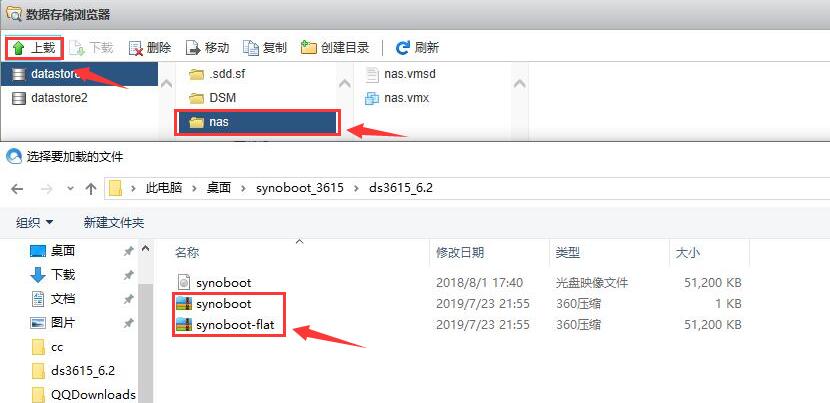 数据存储浏览器
上载 下载 删除 移动 复制 创建目录 刷新
datastore .sdd.sf nas.vmsd
datastore2 DSM nas.vmx
nas
选择要加载的文件
此电脑 桌面 synoboot_3615 ds3615_6.2
组织 新建文件夹
桌面 名称 修改日期 类型 大小
下载 synoboot 2018/8/1 17:40 光盘映像文件 51,200 KB
文档 synoboot 2019/7/23 21:55 360压缩 1 KB
图片 synoboot-flat 2019/7/23 21:55 360压缩 51,200 KB
cc
ds3615_6.2
QQDownloads